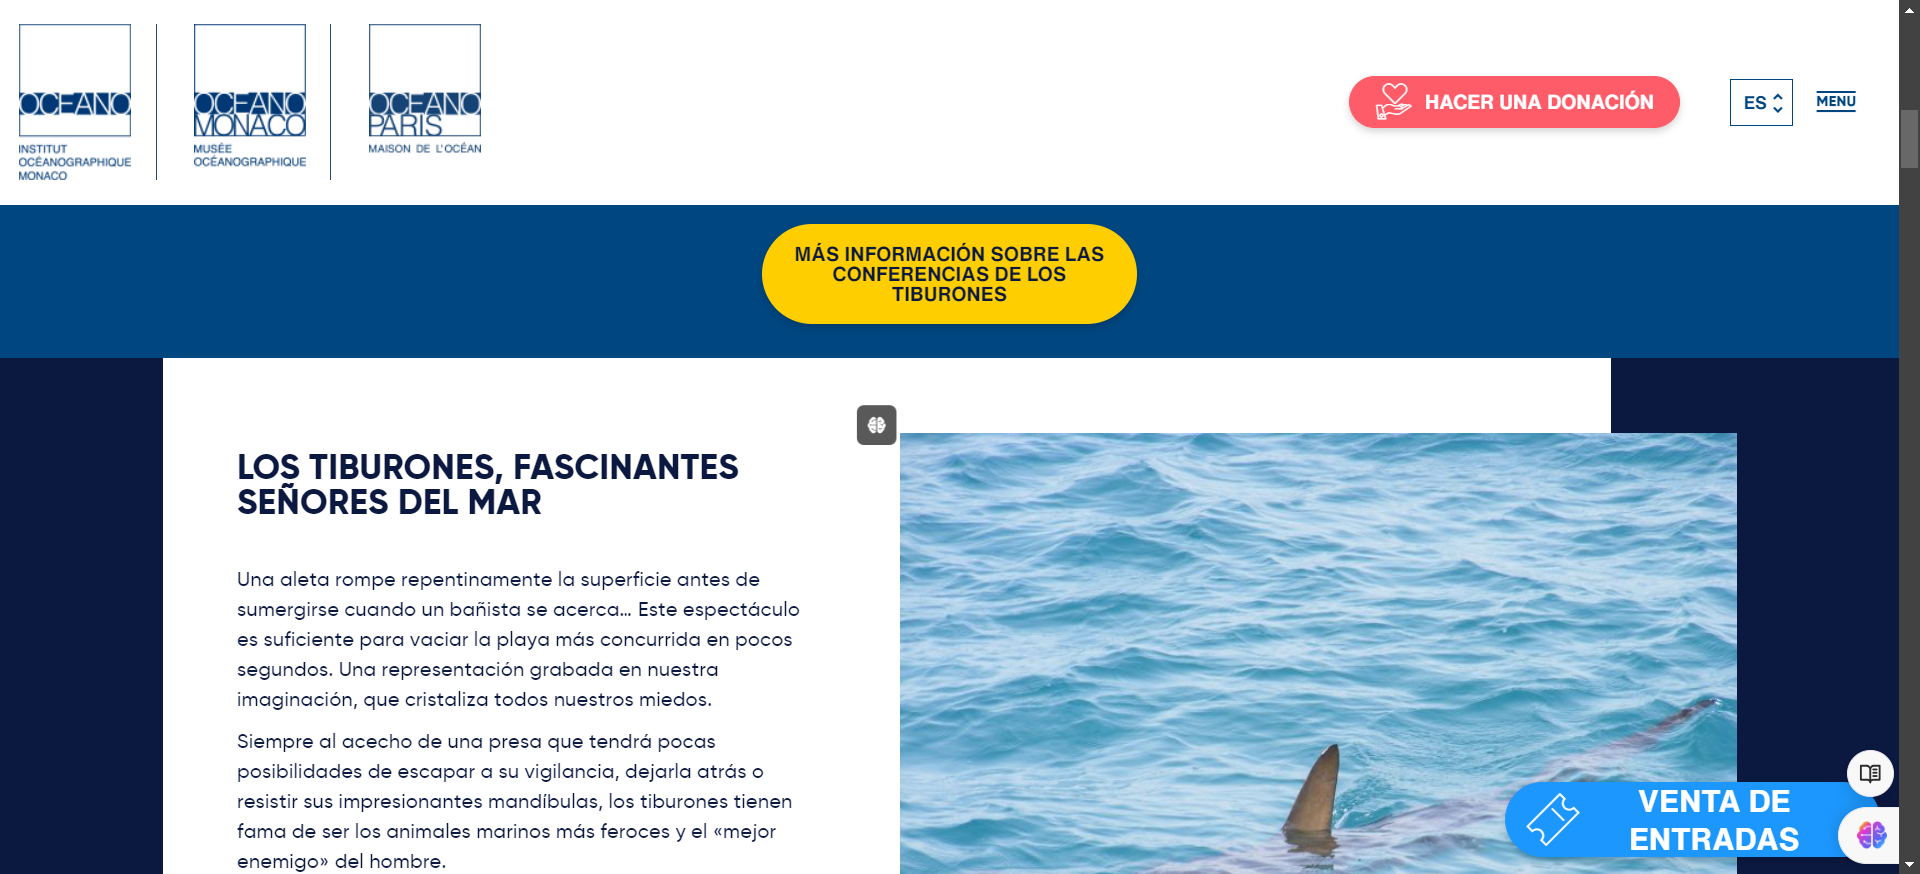 OCEANO
INSTITUT
OCÉANOGRAPHIQUE
MONACO
OCEANO
MONACO
MUSÉE
OCÉANOGRAPHIQUE
OCEANO
PARIS
MAISON DE L'OCÉAN
HACER UNA DONACIÓN
ES
MENU
MÁS INFORMACIÓN SOBRE LAS
CONFERENCIAS DE LOS
TIBURONES
LOS TIBURONES, FASCINANTES
SEÑORES DEL MAR
Una aleta rompe repentinamente la superficie antes de
sumergirse cuando un bañista se acerca… Este espectáculo
es suficiente para vaciar la playa más concurrida en pocos
segundos. Una representación grabada en nuestra
imaginación, que cristaliza todos nuestros miedos.
Siempre al acecho de una presa que tendrá pocas
posibilidades de escapar a su vigilancia, dejarla atrás o
resistir sus impresionantes mandíbulas, los tiburones tienen
fama de ser los animales marinos más feroces y el «mejor
enemigo» del hombre.
VENTA DE
ENTRADAS